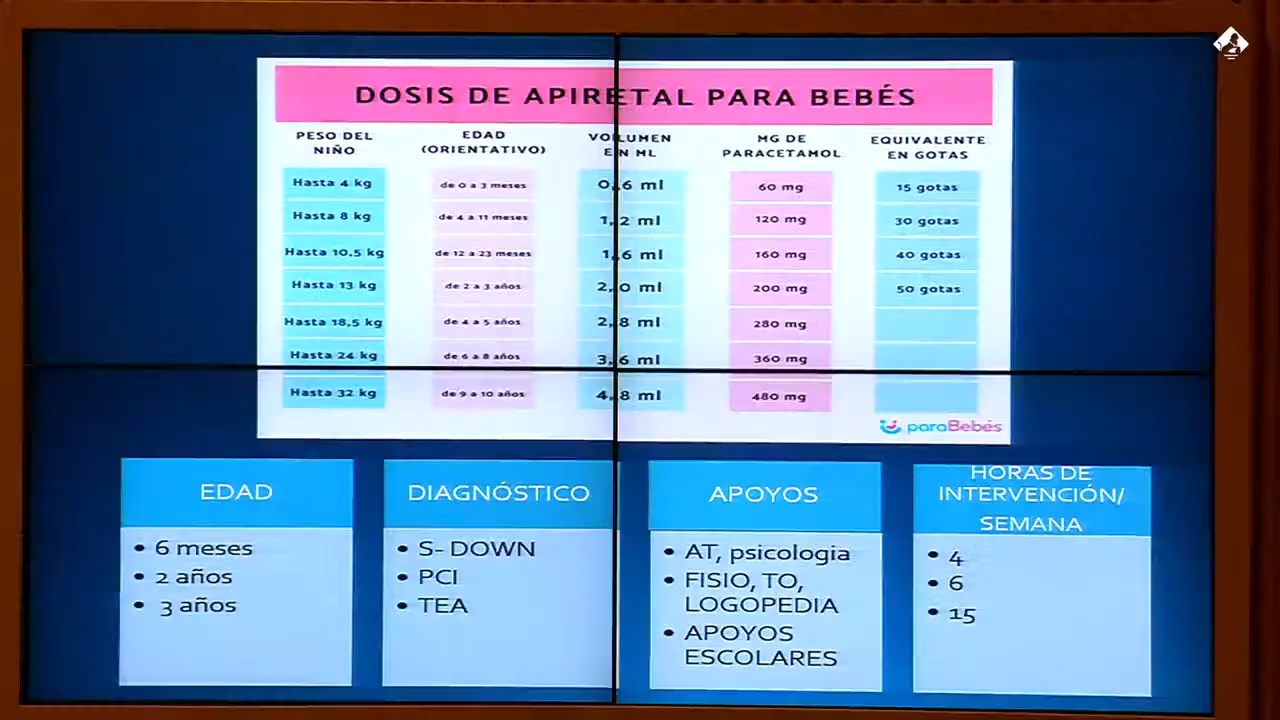 DOSIS DE APIRETAL PARA BEBÉS
PESO DEL NIÑO EDAD (ORIENTATIVO) VOLUMEN EN ML MG DE PARACETAMOL EQUIVALENTE EN GOTAS
Hasta 4 kg de 0 a 3 meses 0,6 ml 60 mg 15 gotas
Hasta 8 kg de 4 a 11 meses 1,2 ml 120 mg 30 gotas
Hasta 10,5 kg de 12 a 23 meses 1,6 ml 160 mg 40 gotas
Hasta 13 kg de 2 a 3 años 2,0 ml 200 mg 50 gotas
Hasta 18,5 kg de 4 a 5 años 2,8 ml 280 mg
Hasta 24 kg de 6 a 8 años 3,6 ml 360 mg
Hasta 32 kg de 9 a 10 años 4,8 ml 480 mg
paraBebés
EDAD
• 6 meses
• 2 años
• 3 años
DIAGNÓSTICO
• S- DOWN
• PCI
• TEA
APOYOS
• AT, psicologia
• FISIO, TO,
LOGOPEDIA
• APOYOS
ESCOLARES
HORAS DE
INTERVENCIÓN/
SEMANA
• 4
• 6
• 15